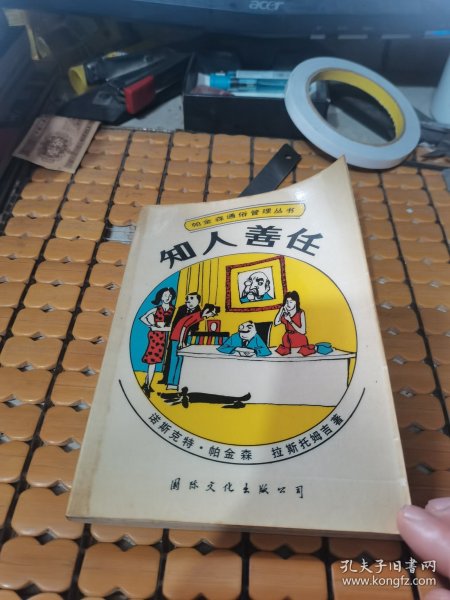 acer
帕金森通俗管理丛书
知人善任
诺斯克特·帕金森 拉斯托姆吉著
国际文化出版公司
孔夫子旧书网
www.kongfz.com